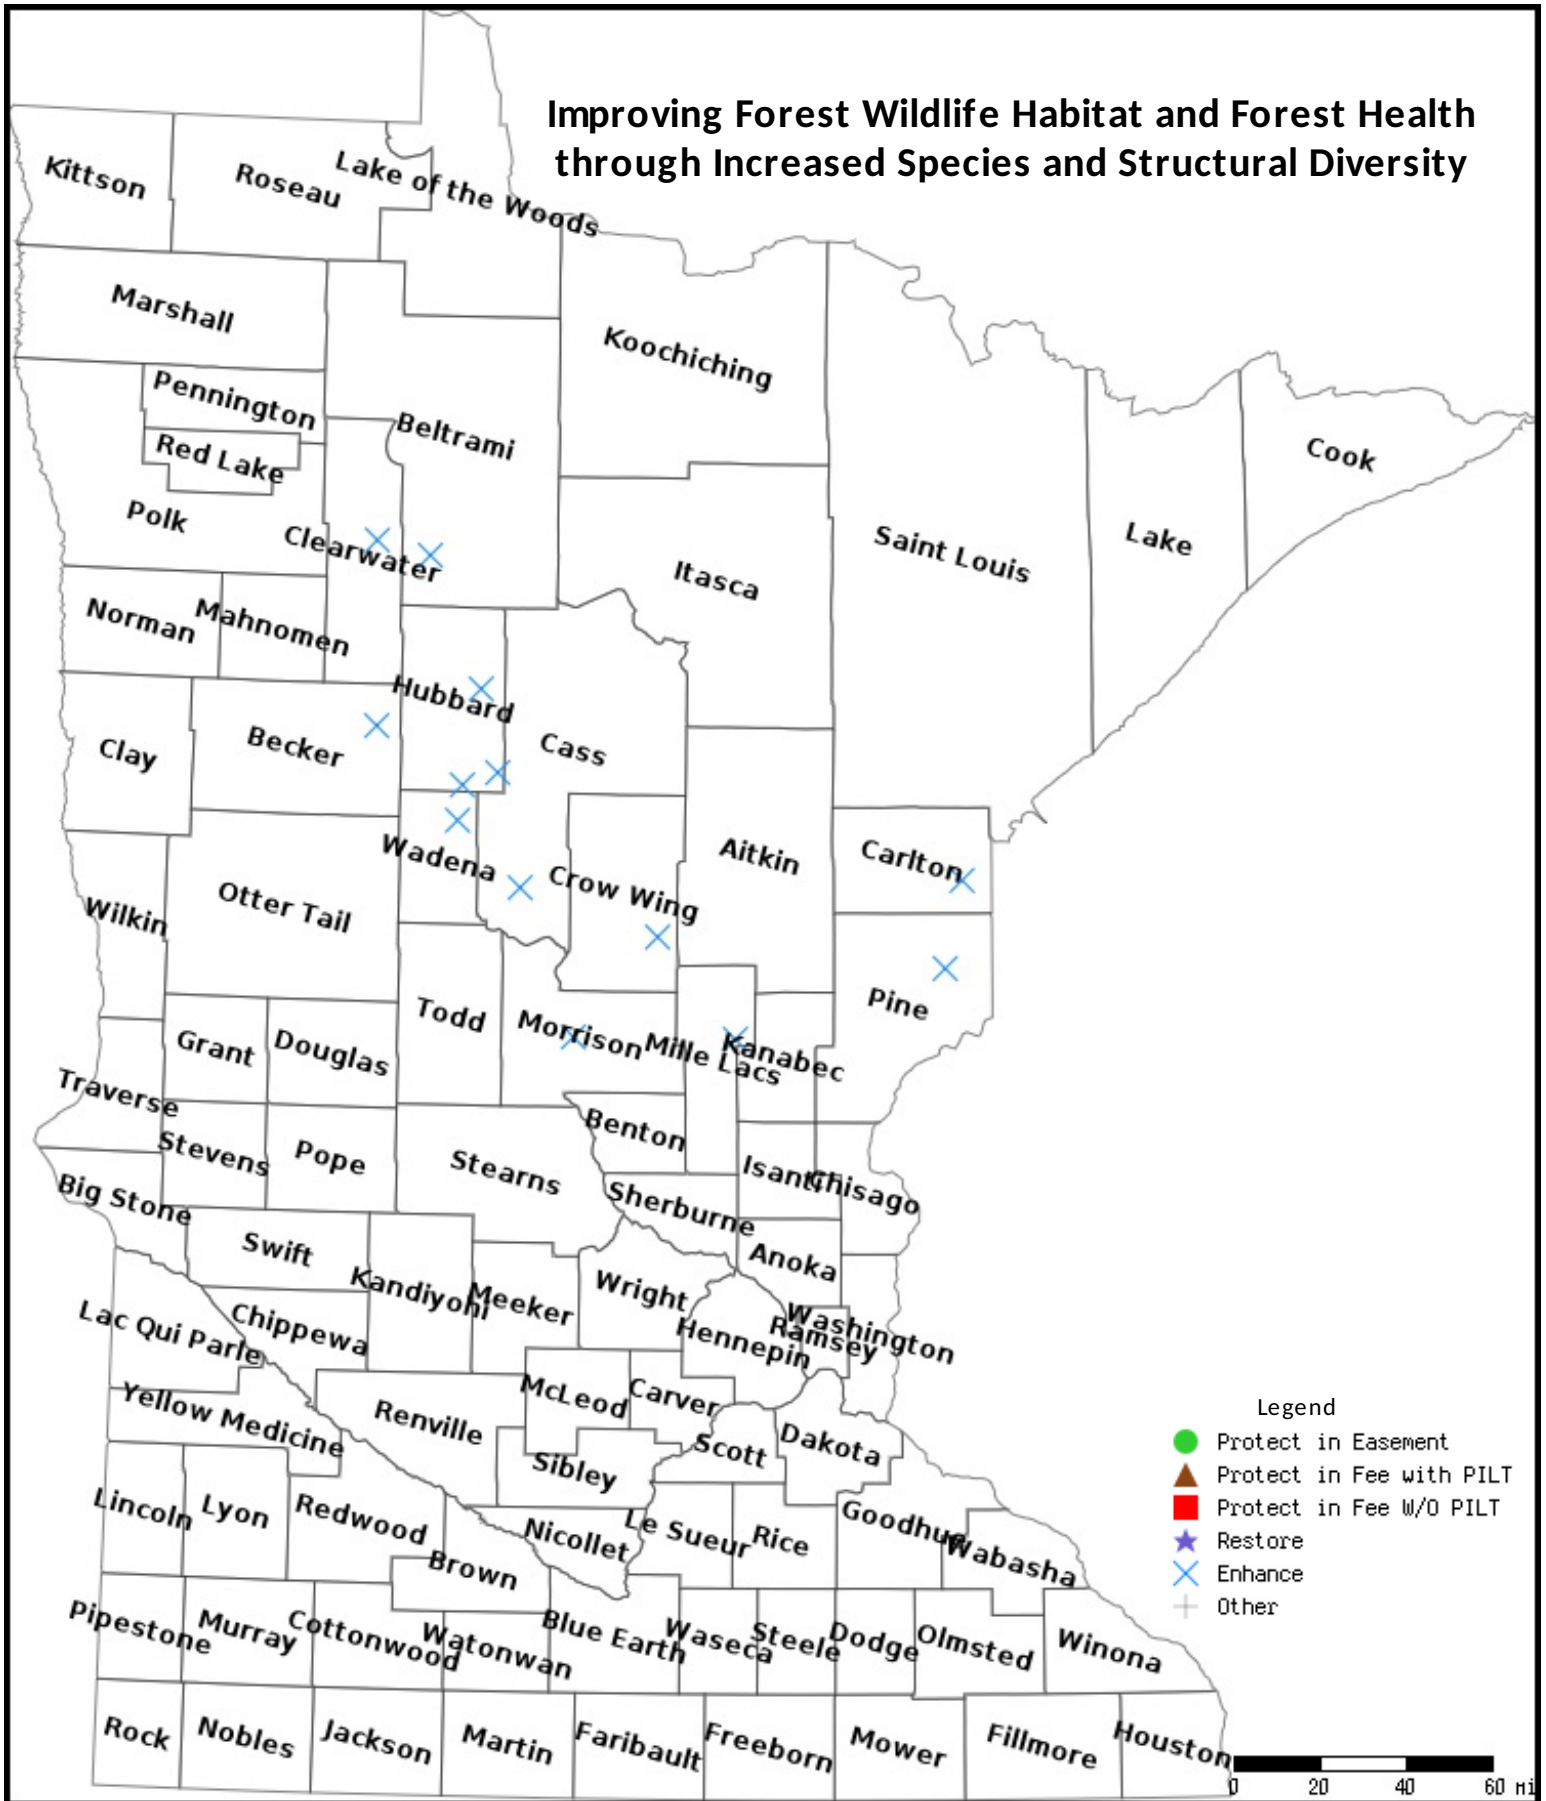 Improving Forest Wildlife Habitat and Forest Health
through Increased Species and Structural Diversity
Kittson
Roseau
Lake of the Woods
Marshall
Koochiching
Pennington
Beltrami
Red Lake
Cook
Polk
Clearwater
Saint Louis
Lake
Itasca
Norman
Mahnomen
Hubbard
Clay
Becker
Cass
Wadena
Aitkin
Carlton
Otter Tail
Crow Wing
Wilkin
Pine
Todd
Morrison
Mille Lacs
Kanabec
Grant
Douglas
Traverse
Stevens
Pope
Stearns
Benton
Isanti
Chisago
Big Stone
Sherburne
Swift
Anoka
Kandiyohi
Meeker
Wright
Lac Qui Parle
Chippewa
Hennepin
Ramsey
Washington
Yellow Medicine
Renville
McLeod
Carver
Scott
Dakota
Sibley
Lincoln
Lyon
Redwood
Nicollet
Le Sueur
Rice
Goodhue
Wabasha
Brown
Pipestone
Murray
Cottonwood
Watonwan
Blue Earth
Waseca
Steele
Dodge
Olmsted
Winona
Rock
Nobles
Jackson
Martin
Faribault
Freeborn
Mower
Fillmore
Houston
Legend
Protect in Easement
Protect in Fee with PILT
Protect in Fee W/O PILT
Restore
Enhance
Other
0 20 40 60 mi